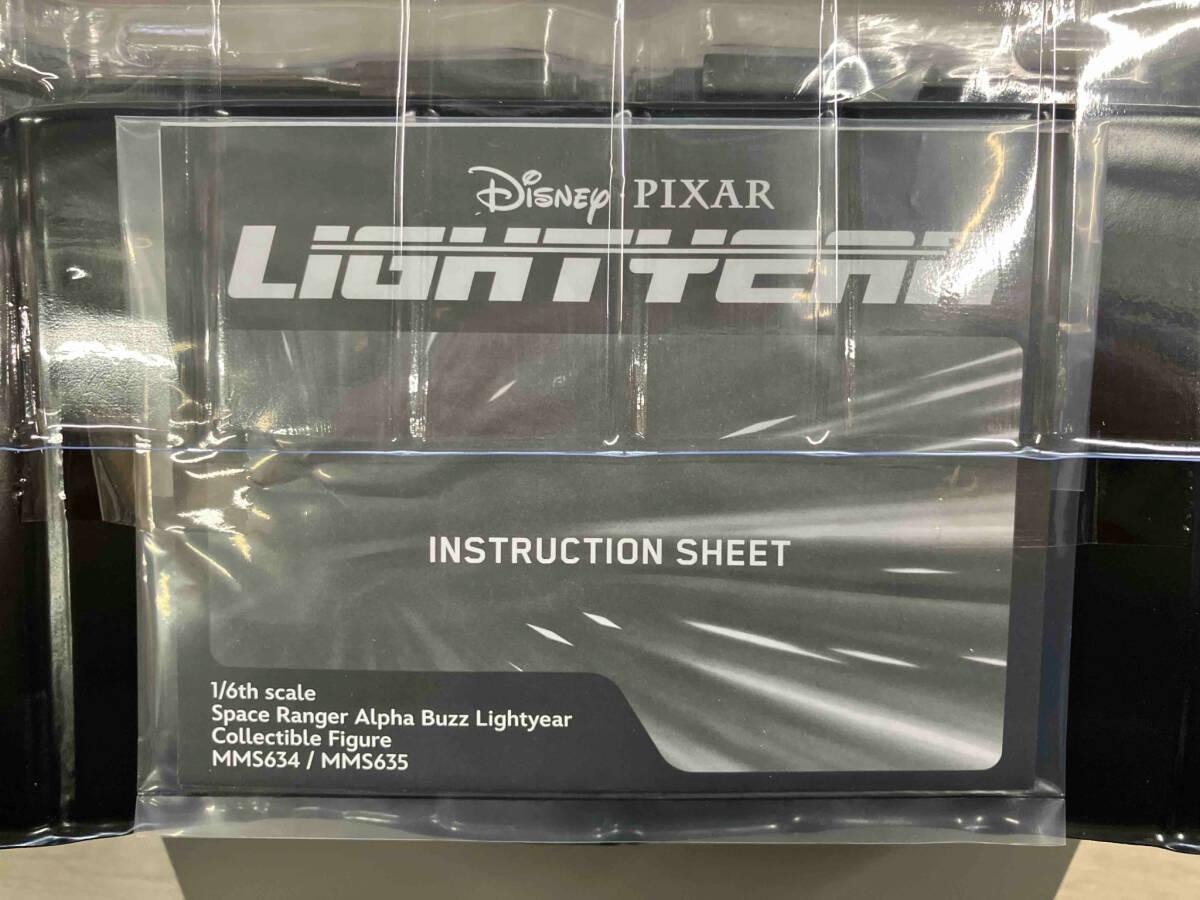 Disney · PIXAR
LIGHTYEAR
INSTRUCTION SHEET
1/6th scale
Space Ranger Alpha Buzz Lightyear
Collectible Figure
MMS634 / MMS635